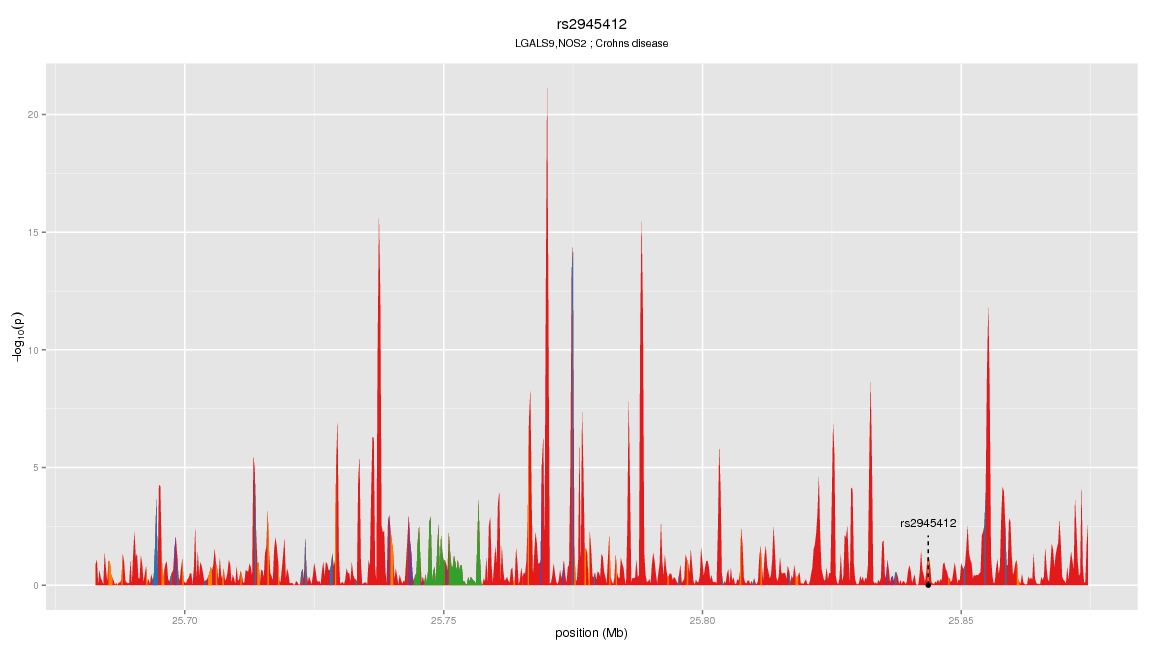 rs2945412
LGALS9,NOS2 ; Crohns disease
−log10(p)
20
15
10
5
0
rs2945412
25.70
25.75
25.80
25.85
position (Mb)